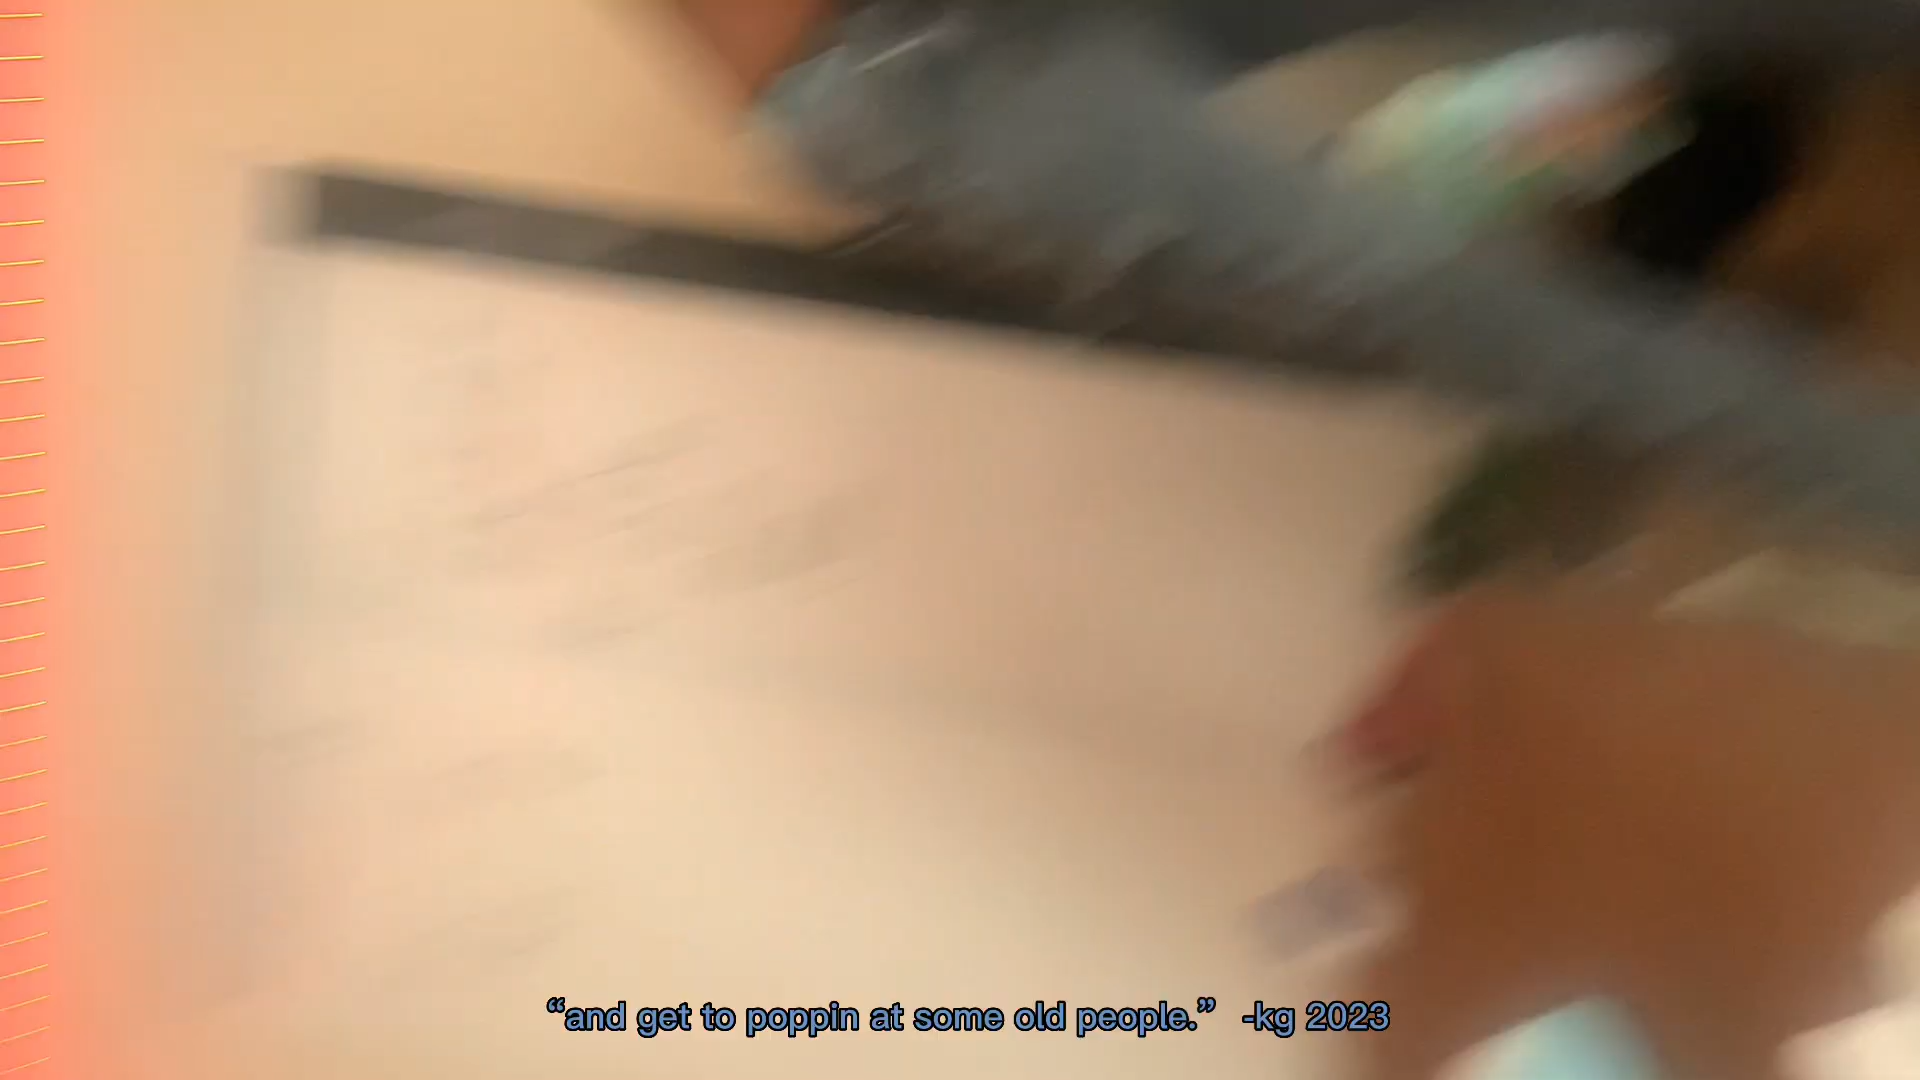 “and get to poppin at some old people.”  -kg 2023